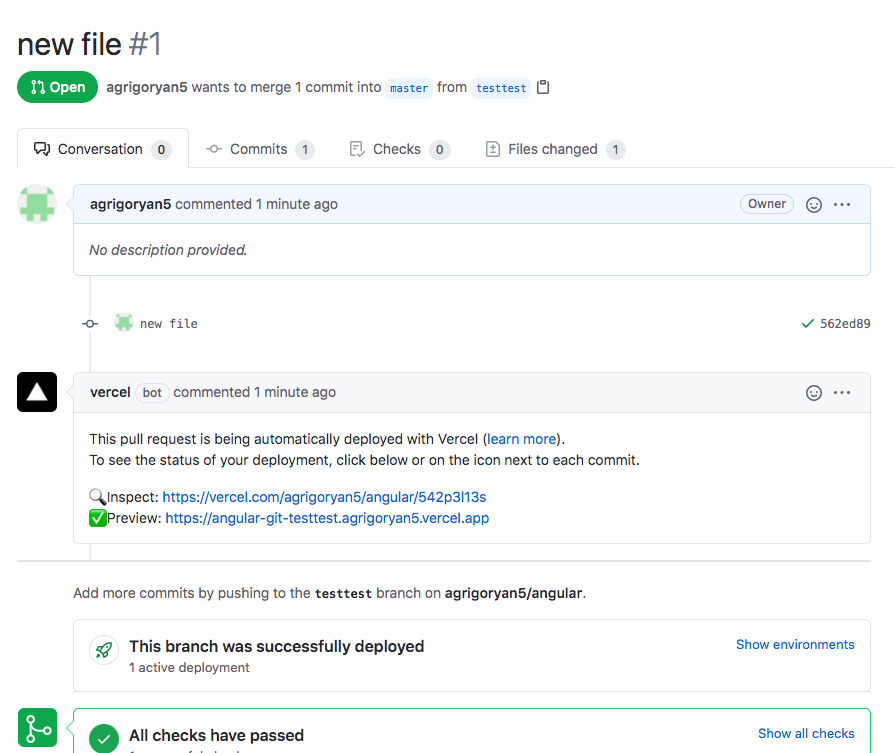 new file #1
Open agrigoryan5 wants to merge 1 commit into master from testtest
Conversation 0 Commits 1 Checks 0 Files changed 1
agrigoryan5 commented 1 minute ago Owner
No description provided.
new file 562ed89
vercel bot commented 1 minute ago
This pull request is being automatically deployed with Vercel (learn more).
To see the status of your deployment, click below or on the icon next to each commit.
🔍Inspect: https://vercel.com/agrigoryan5/angular/542p3l13s
✅Preview: https://angular-git-testtest.agrigoryan5.vercel.app
Add more commits by pushing to the testtest branch on agrigoryan5/angular.
This branch was successfully deployed Show environments
1 active deployment
All checks have passed Show all checks